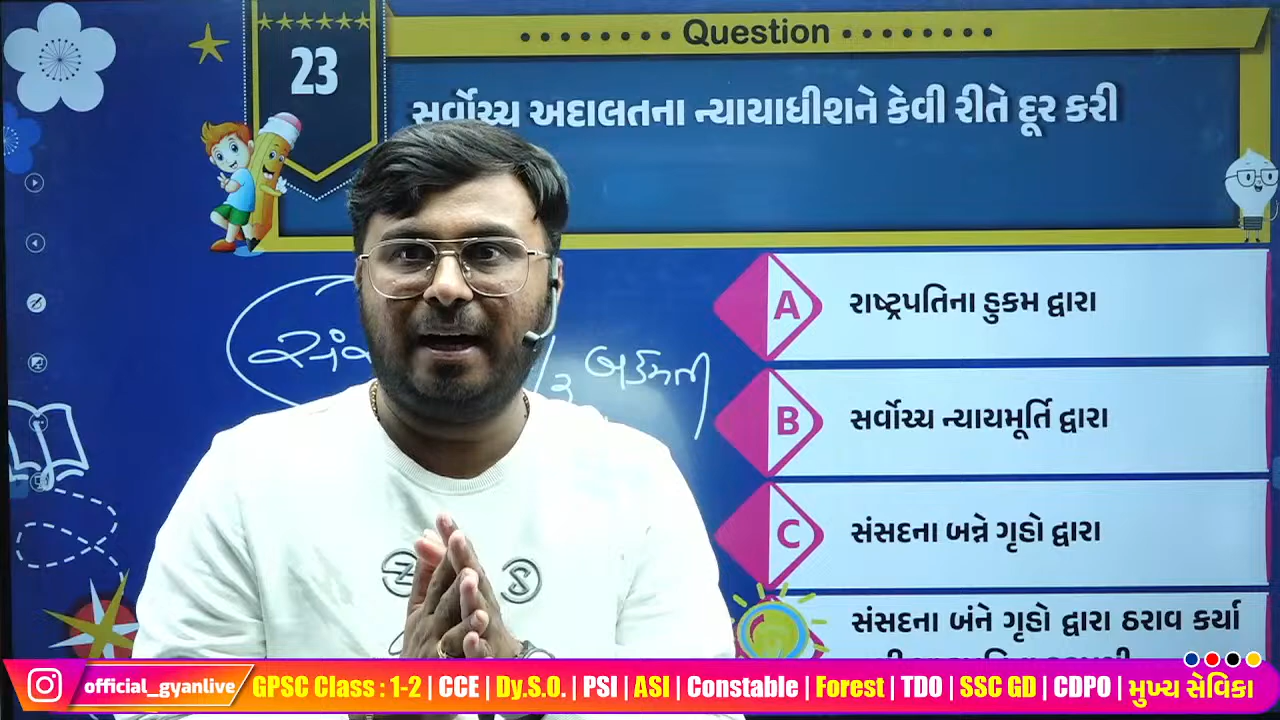 Question
23
સર્વોચ્ચ અદાલતના ન્યાયાધીશને કેવી રીતે દૂર કરી
A
રાષ્ટ્રપતિના હુકમ દ્વારા
B
સર્વોચ્ચ ન્યાયમૂર્તિ દ્વારા
C
સંસદના બન્ને ગૃહો દ્વારા
સંસદના બંને ગૃહો દ્વારા ઠરાવ કર્યા
official_gyanlive
GPSC Class : 1-2 | CCE | Dy.S.O. | PSI | ASI | Constable | Forest | TDO | SSC GD | CDPO | મુખ્ય સેવિકા